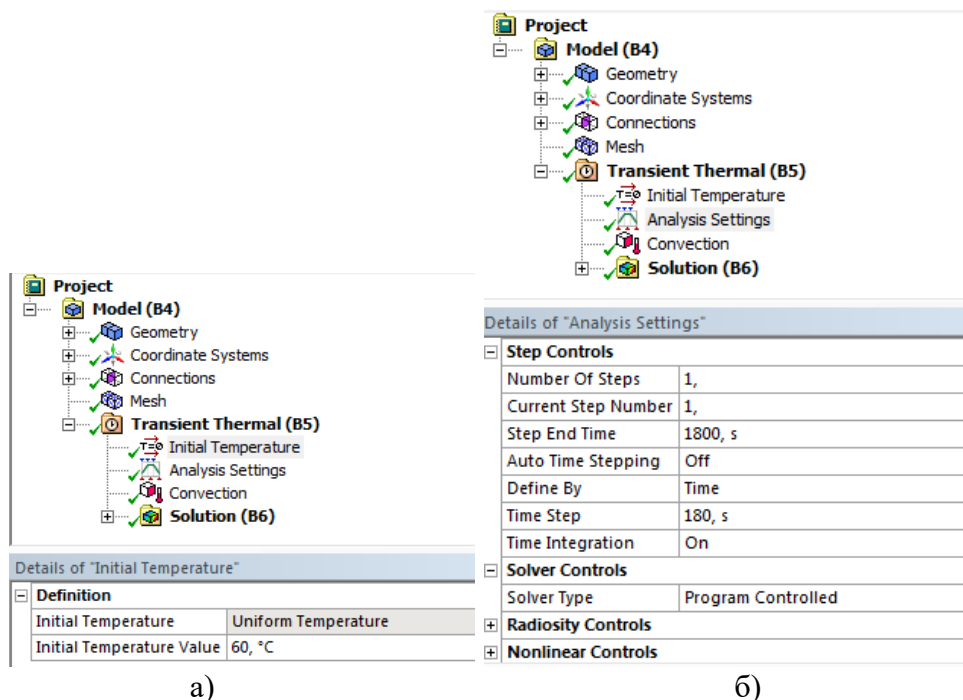 Project
Model (B4)
Geometry
Coordinate Systems
Connections
Mesh
Transient Thermal (B5)
T=0 Initial Temperature
Analysis Settings
Convection
Solution (B6)
Details of "Initial Temperature"
Definition
Initial Temperature Uniform Temperature
Initial Temperature Value 60, °C
а)
Project
Model (B4)
Geometry
Coordinate Systems
Connections
Mesh
Transient Thermal (B5)
T=0 Initial Temperature
Analysis Settings
Convection
Solution (B6)
Details of "Analysis Settings"
Step Controls
Number Of Steps 1,
Current Step Number 1,
Step End Time 1800, s
Auto Time Stepping Off
Define By Time
Time Step 180, s
Time Integration On
Solver Controls
Solver Type Program Controlled
Radiosity Controls
Nonlinear Controls
б)